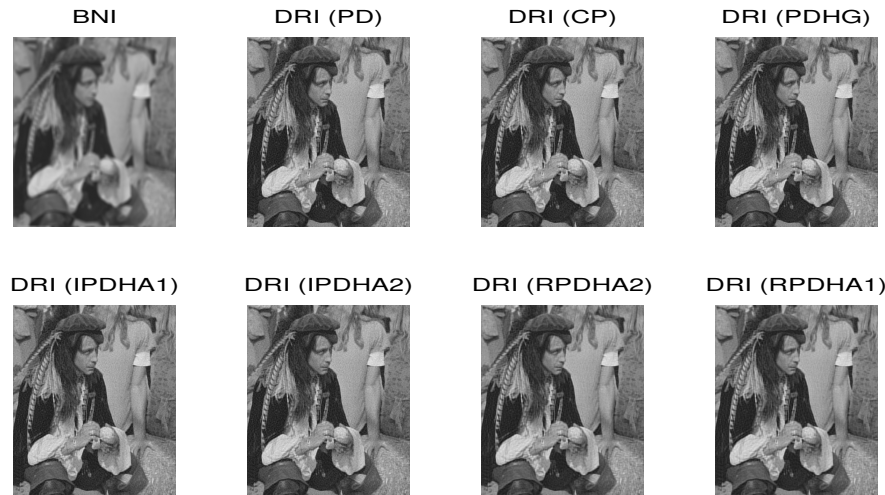 BNI
DRI (PD)
DRI (CP)
DRI (PDHG)
DRI (IPDHA1)
DRI (IPDHA2)
DRI (RPDHA2)
DRI (RPDHA1)